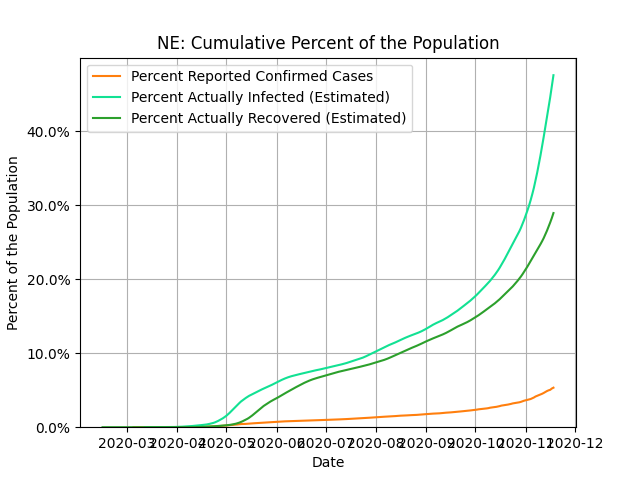 NE: Cumulative Percent of the Population
Percent Reported Confirmed Cases
Percent Actually Infected (Estimated)
Percent Actually Recovered (Estimated)
Percent of the Population
40.0%
30.0%
20.0%
10.0%
0.0%
2020-03 2020-04 2020-05 2020-06 2020-07 2020-08 2020-09 2020-10 2020-11 2020-12
Date